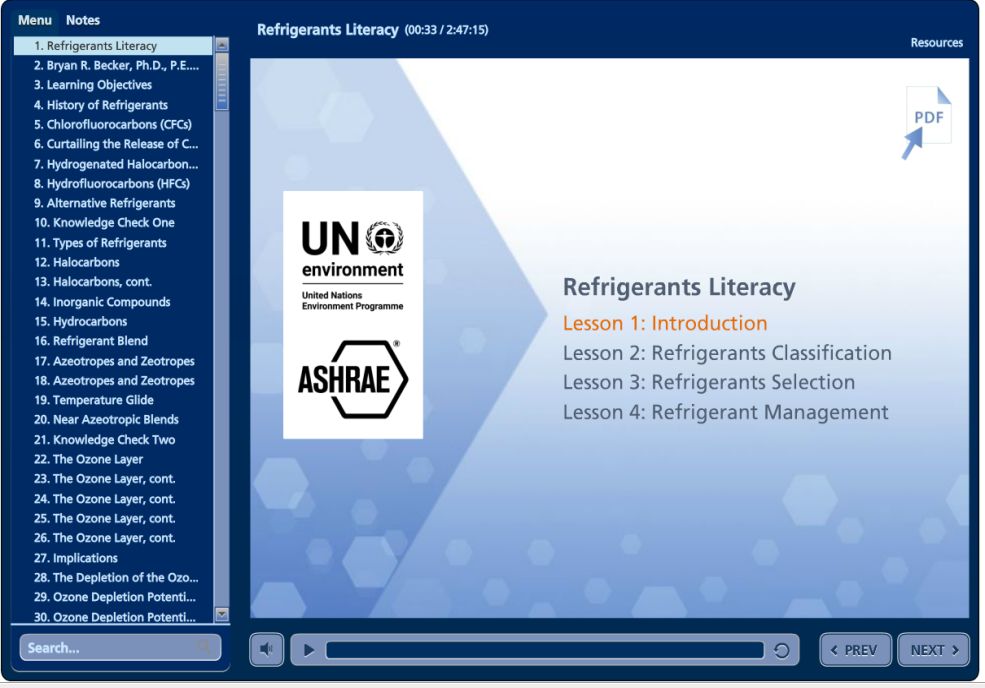 Menu Notes
1. Refrigerants Literacy
2. Bryan R. Becker, Ph.D., P.E....
3. Learning Objectives
4. History of Refrigerants
5. Chlorofluorocarbons (CFCs)
6. Curtailing the Release of C...
7. Hydrogenated Halocarbon...
8. Hydrofluorocarbons (HFCs)
9. Alternative Refrigerants
10. Knowledge Check One
11. Types of Refrigerants
12. Halocarbons
13. Halocarbons, cont.
14. Inorganic Compounds
15. Hydrocarbons
16. Refrigerant Blend
17. Azeotropes and Zeotropes
18. Azeotropes and Zeotropes
19. Temperature Glide
20. Near Azeotropic Blends
21. Knowledge Check Two
22. The Ozone Layer
23. The Ozone Layer, cont.
24. The Ozone Layer, cont.
25. The Ozone Layer, cont.
26. The Ozone Layer, cont.
27. Implications
28. The Depletion of the Ozo...
29. Ozone Depletion Potenti...
30. Ozone Depletion Potenti...
Search...
Refrigerants Literacy (00:33 / 2:47:15)
Resources
PDF
UN
environment
United Nations
Environment Programme
ASHRAE®
Refrigerants Literacy
Lesson 1: Introduction
Lesson 2: Refrigerants Classification
Lesson 3: Refrigerants Selection
Lesson 4: Refrigerant Management
< PREV
NEXT >